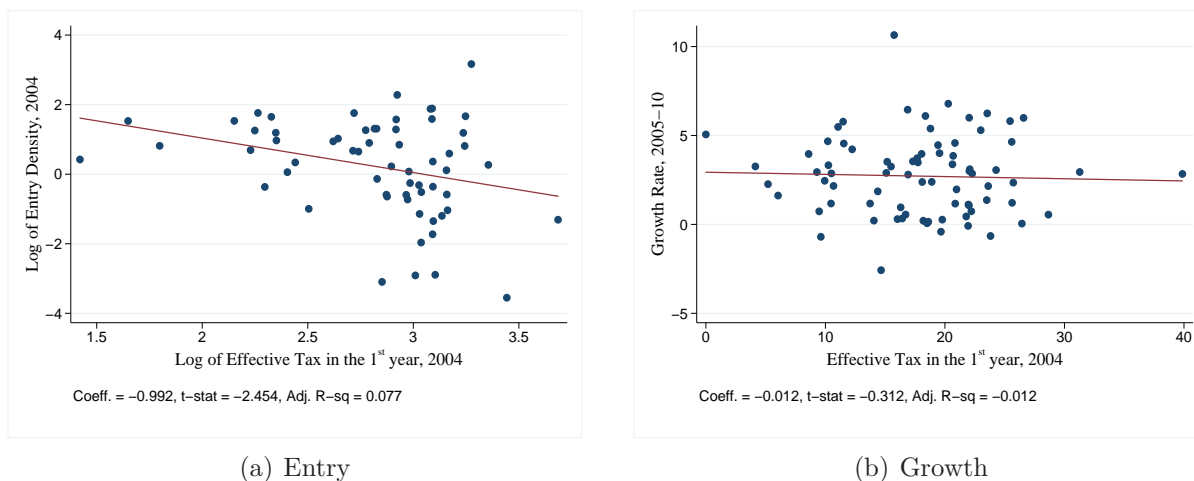 Log of Entry Density, 2004
4
2
0
−2
−4
1.5 2 2.5 3 3.5
Log of Effective Tax in the 1st year, 2004
Coeff. = −0.992, t−stat = −2.454, Adj. R−sq = 0.077
(a) Entry
Growth Rate, 2005−10
10
5
0
−5
0 10 20 30 40
Effective Tax in the 1st year, 2004
Coeff. = −0.012, t−stat = −0.312, Adj. R−sq = −0.012
(b) Growth